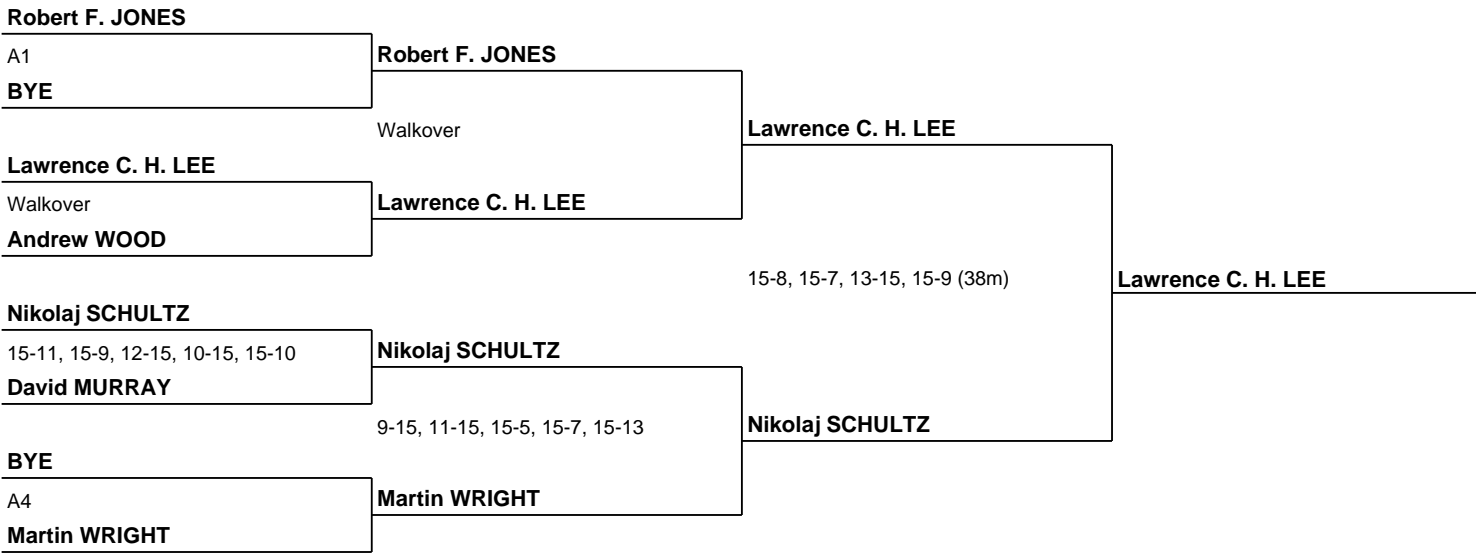 Robert F. JONES
A1
BYE
Robert F. JONES
Walkover
Lawrence C. H. LEE
Lawrence C. H. LEE
Walkover
Andrew WOOD
Lawrence C. H. LEE
15-8, 15-7, 13-15, 15-9 (38m)
Lawrence C. H. LEE
Nikolaj SCHULTZ
15-11, 15-9, 12-15, 10-15, 15-10
David MURRAY
Nikolaj SCHULTZ
9-15, 11-15, 15-5, 15-7, 15-13
Nikolaj SCHULTZ
BYE
A4
Martin WRIGHT
Martin WRIGHT